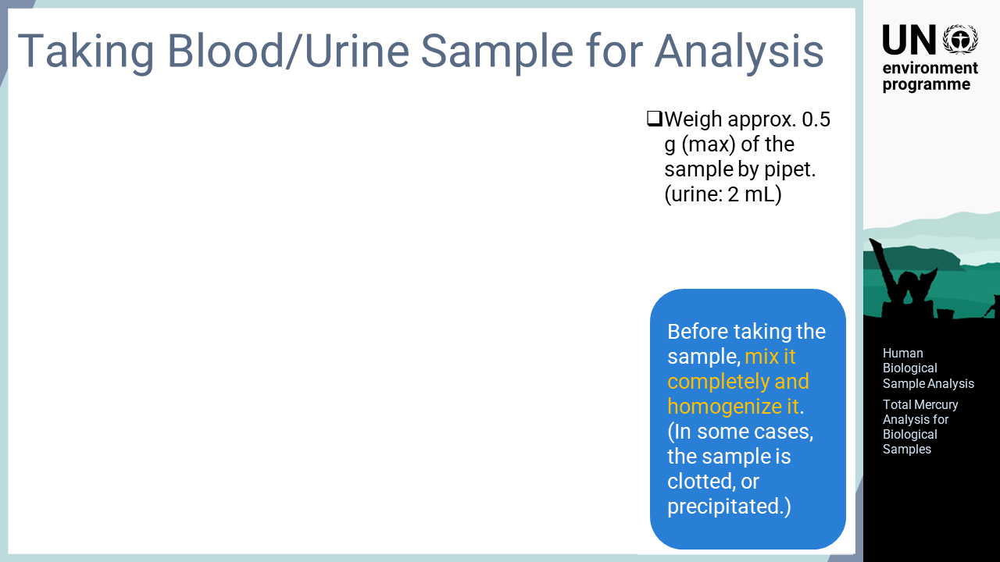 Taking Blood/Urine Sample for Analysis
❑Weigh approx. 0.5
g (max) of the
sample by pipet.
(urine: 2 mL)
Before taking the
sample, mix it
completely and
homogenize it.
(In some cases,
the sample is
clotted, or
precipitated.)
UN
environment
programme
Human
Biological
Sample Analysis
Total Mercury
Analysis for
Biological
Samples